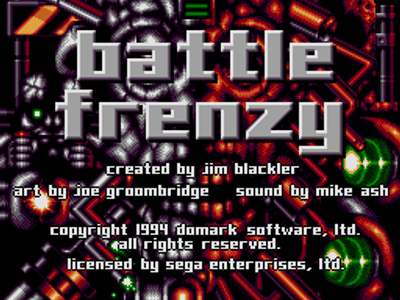 battle
frenzy
created by jim blackler
art by joe groombridge sound by mike ash
copyright 1994 domark software, ltd.
all rights reserved.
licensed by sega enterprises, ltd.